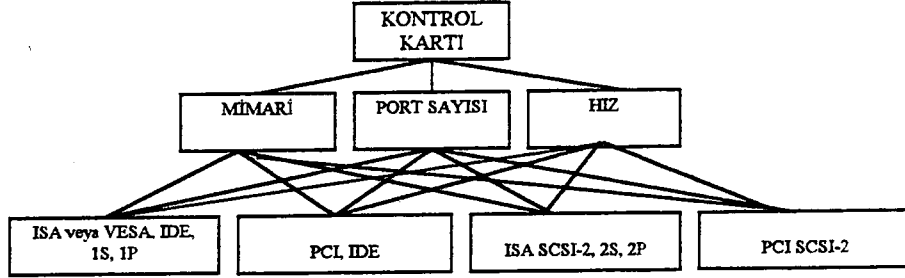 KONTROL
KARTI
MİMARİ
PORT SAYISI
HIZ
ISA veya VESA, IDE,
1S, 1P
PCI, IDE
ISA SCSI-2, 2S, 2P
PCI SCSI-2